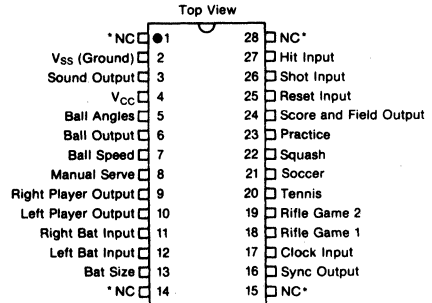 Top View
*NC 1
VSS (Ground) 2
Sound Output 3
VCC 4
Ball Angles 5
Ball Output 6
Ball Speed 7
Manual Serve 8
Right Player Output 9
Left Player Output 10
Right Bat Input 11
Left Bat Input 12
Bat Size 13
*NC 14
28 NC*
27 Hit Input
26 Shot Input
25 Reset Input
24 Score and Field Output
23 Practice
22 Squash
21 Soccer
20 Tennis
19 Rifle Game 2
18 Rifle Game 1
17 Clock Input
16 Sync Output
15 NC*